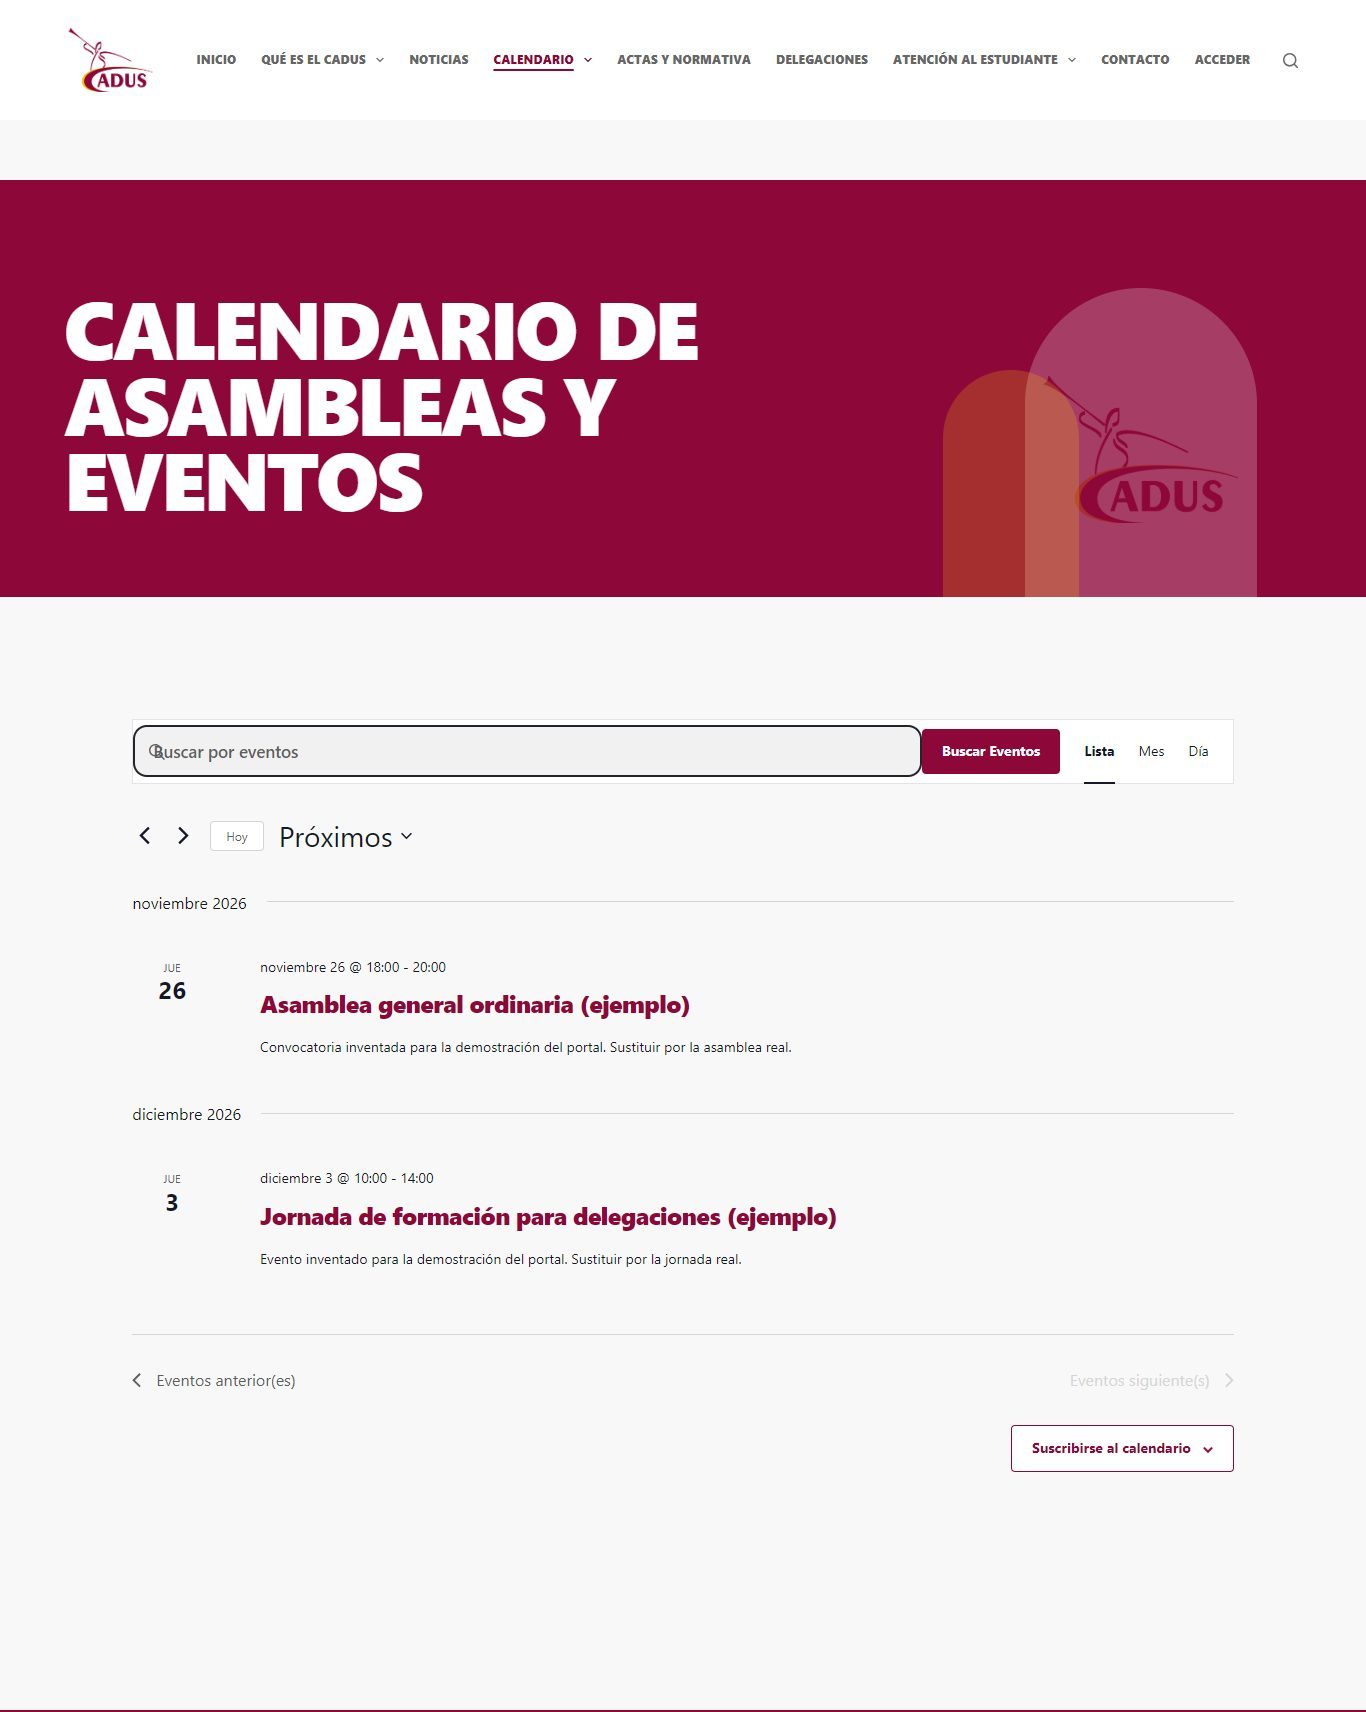 CADUS
INICIO
QUÉ ES EL CADUS
NOTICIAS
CALENDARIO
ACTAS Y NORMATIVA
DELEGACIONES
ATENCIÓN AL ESTUDIANTE
CONTACTO
ACCEDER
CALENDARIO DE
ASAMBLEAS Y
EVENTOS
CADUS
Buscar por eventos
Buscar Eventos
Lista
Mes
Día
Hoy
Próximos
noviembre 2026
JUE
26
noviembre 26 @ 18:00 - 20:00
Asamblea general ordinaria (ejemplo)
Convocatoria inventada para la demostración del portal. Sustituir por la asamblea real.
diciembre 2026
JUE
3
diciembre 3 @ 10:00 - 14:00
Jornada de formación para delegaciones (ejemplo)
Evento inventado para la demostración del portal. Sustituir por la jornada real.
Eventos anterior(es)
Eventos siguiente(s)
Suscribirse al calendario